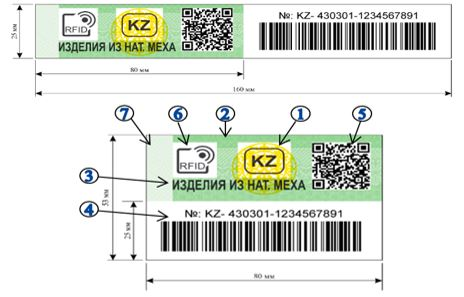 KZ
№: KZ- 430301-1234567891
RFID
ИЗДЕЛИЯ ИЗ НАТ. МЕХА
25 мм
80 мм
160 мм
7
6
2
1
5
KZ
RFID
3
ИЗДЕЛИЯ ИЗ НАТ. МЕХА
4
№: KZ- 430301-1234567891
53 мм
25 мм
80 мм